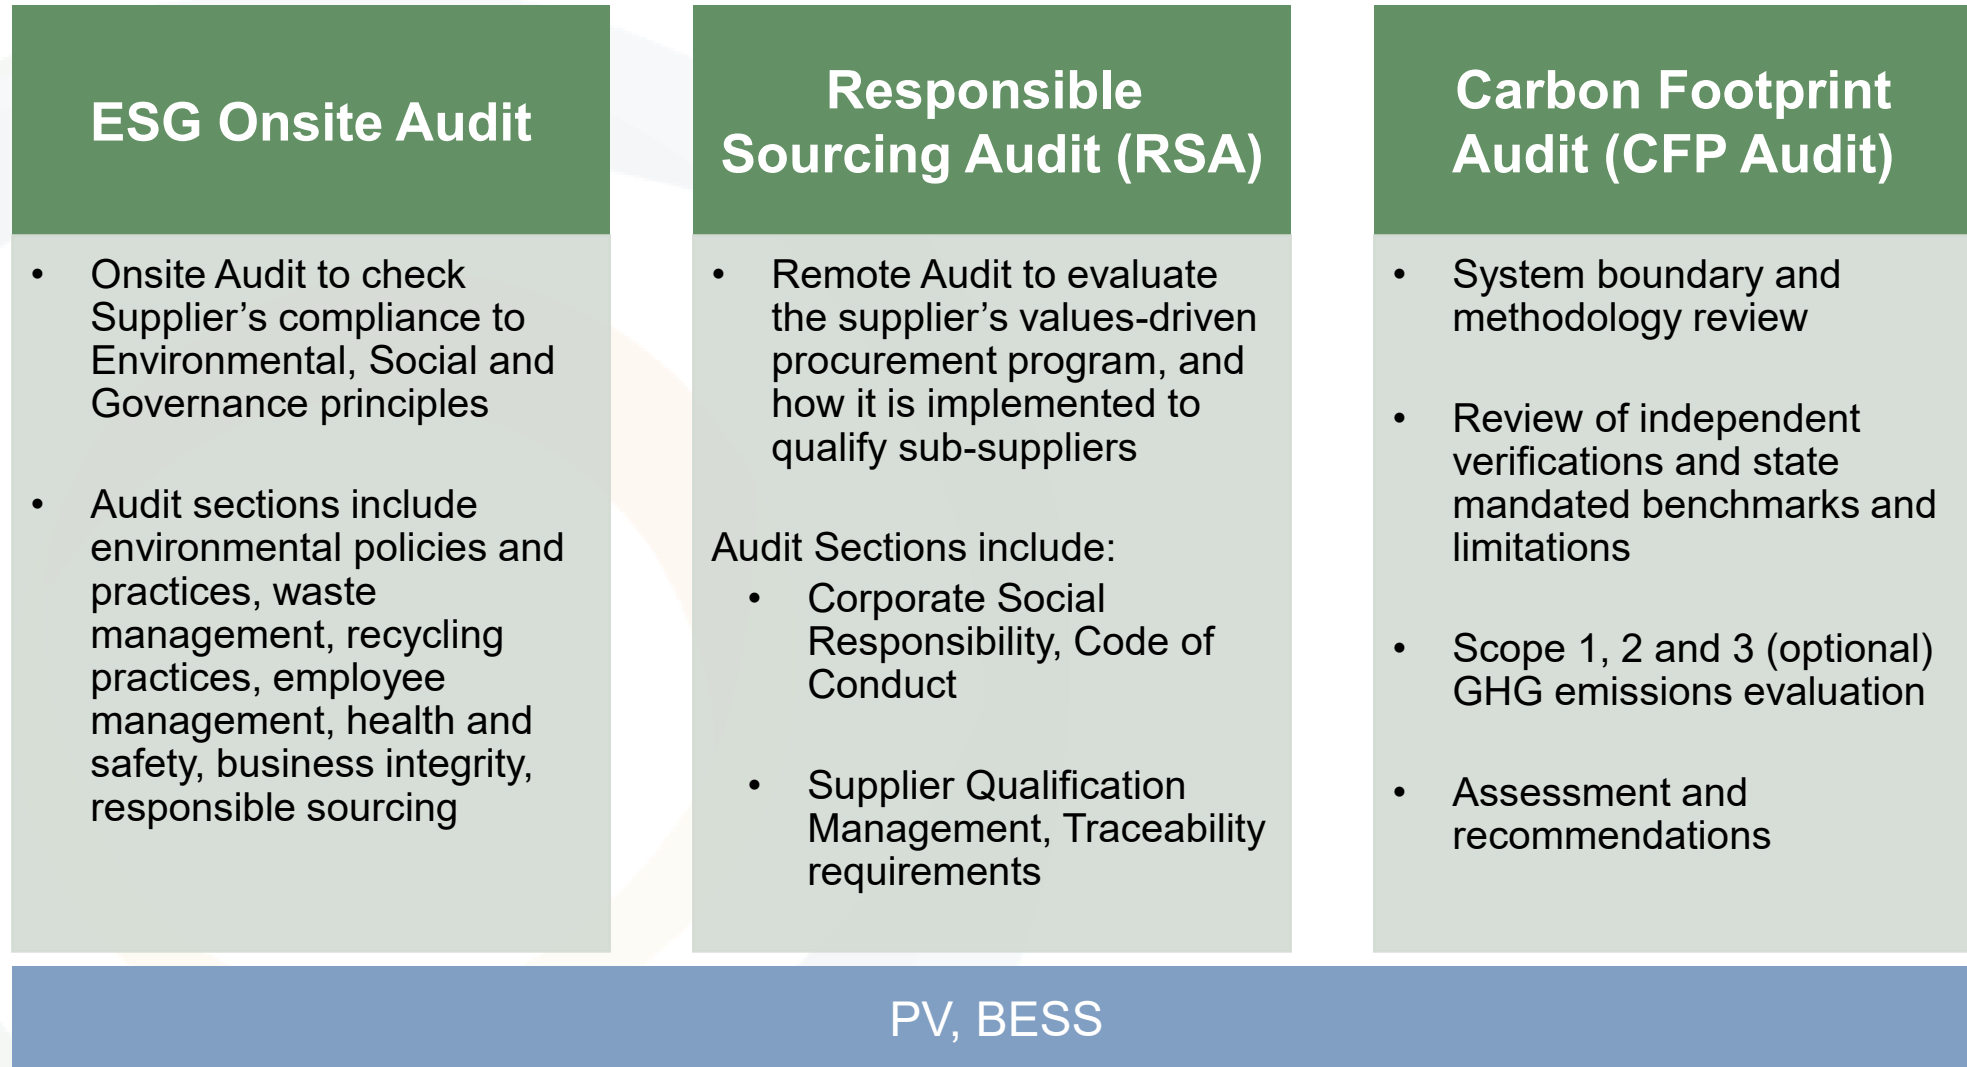 ESG Onsite Audit
• Onsite Audit to check
Supplier’s compliance to
Environmental, Social and
Governance principles
• Audit sections include
environmental policies and
practices, waste
management, recycling
practices, employee
management, health and
safety, business integrity,
responsible sourcing
Responsible
Sourcing Audit (RSA)
• Remote Audit to evaluate
the supplier’s values-driven
procurement program, and
how it is implemented to
qualify sub-suppliers
Audit Sections include:
• Corporate Social
Responsibility, Code of
Conduct
• Supplier Qualification
Management, Traceability
requirements
Carbon Footprint
Audit (CFP Audit)
• System boundary and
methodology review
• Review of independent
verifications and state
mandated benchmarks and
limitations
• Scope 1, 2 and 3 (optional)
GHG emissions evaluation
• Assessment and
recommendations
PV, BESS